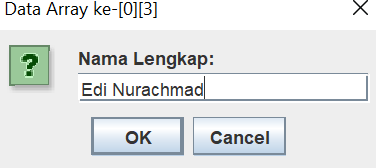 Data Array ke-[0][3]
Nama Lengkap:
Edi Nurachmad
OK Cancel